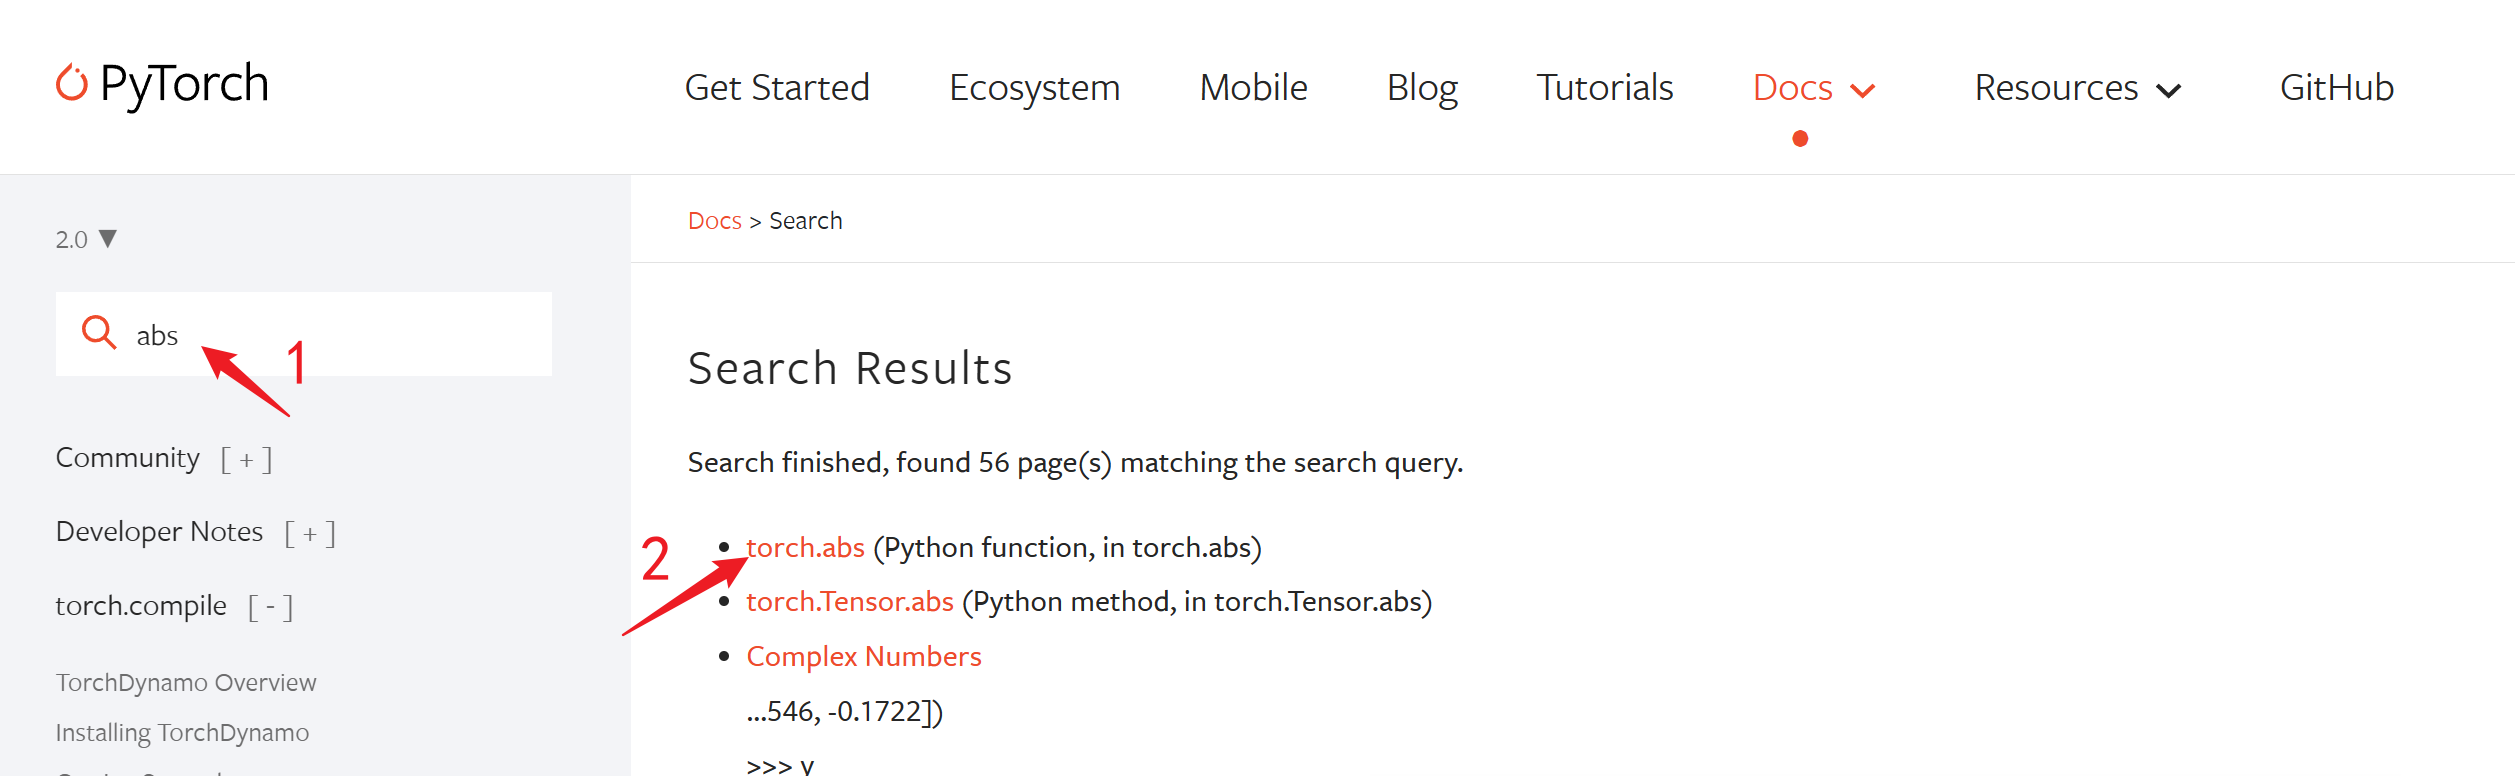 PyTorch
Get Started Ecosystem Mobile Blog Tutorials Docs Resources GitHub
2.0 ▼
Docs > Search
abs
1
Search Results
Community [ + ]
Search finished, found 56 page(s) matching the search query.
Developer Notes [ + ]
2
torch.abs (Python function, in torch.abs)
torch.compile [ - ]
torch.Tensor.abs (Python method, in torch.Tensor.abs)
Complex Numbers
TorchDynamo Overview
...546, -0.1722])
Installing TorchDynamo
>>> y